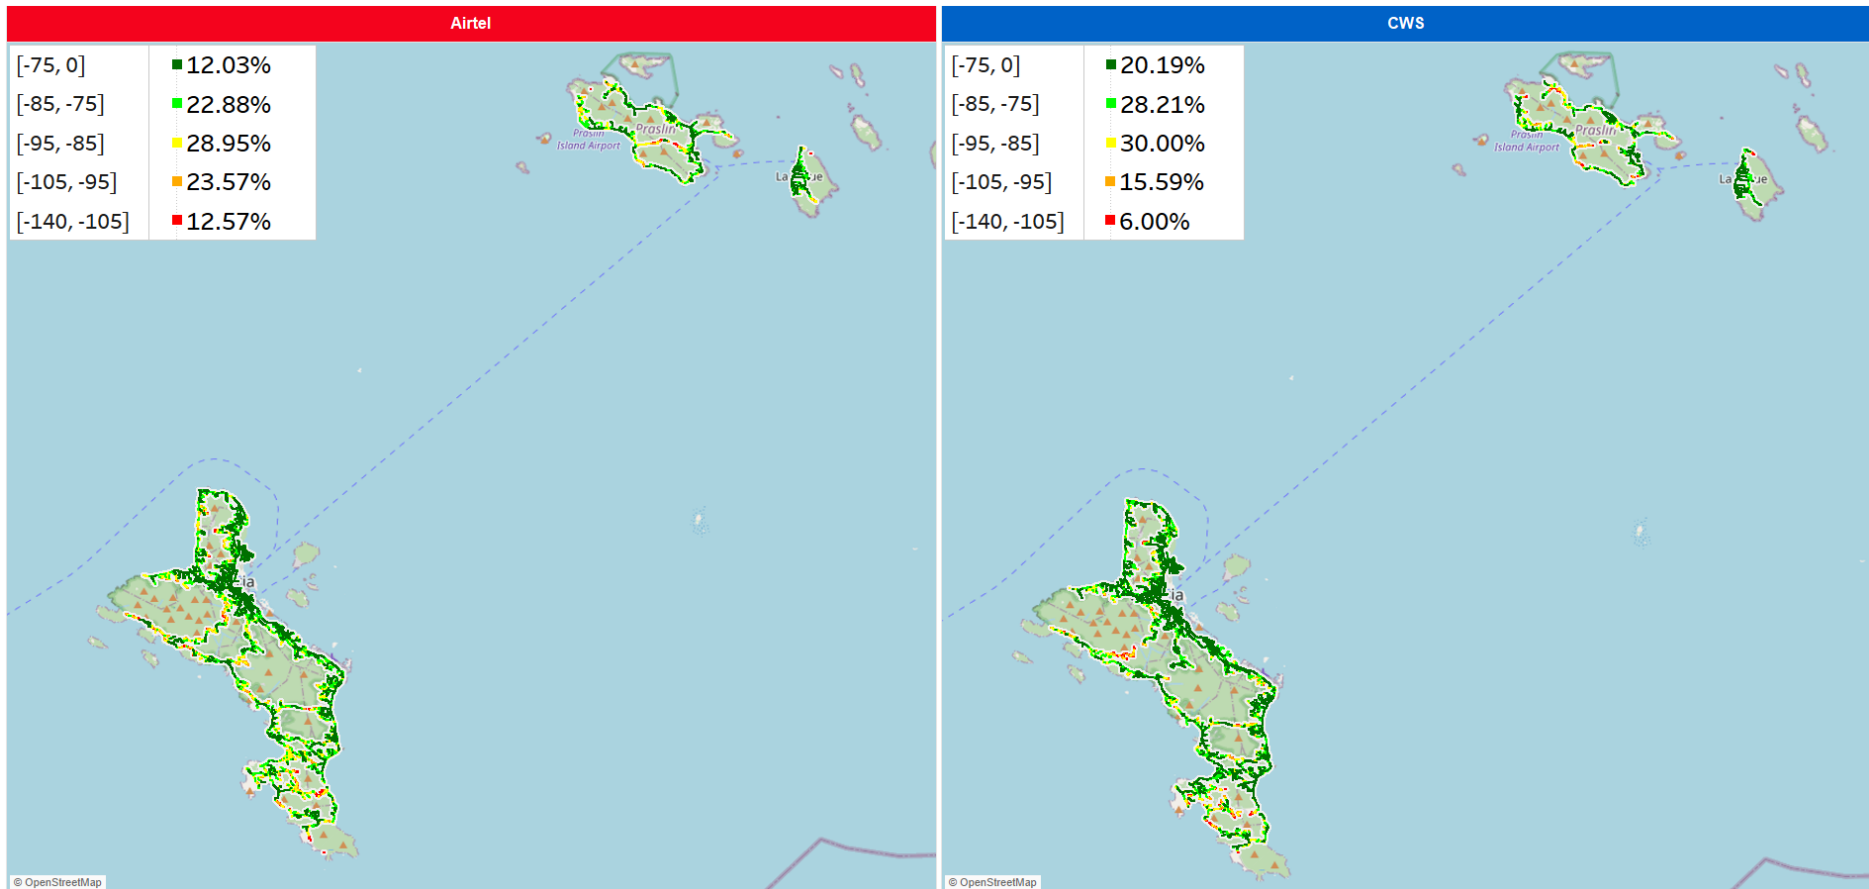 Airtel
[-75, 0] 12.03%
[-85, -75] 22.88%
[-95, -85] 28.95%
[-105, -95] 23.57%
[-140, -105] 12.57%
Praslin
Praslin
Island Airport
ia
© OpenStreetMap
CWS
[-75, 0] 20.19%
[-85, -75] 28.21%
[-95, -85] 30.00%
[-105, -95] 15.59%
[-140, -105] 6.00%
Praslin
Praslin
Island Airport
ia
© OpenStreetMap